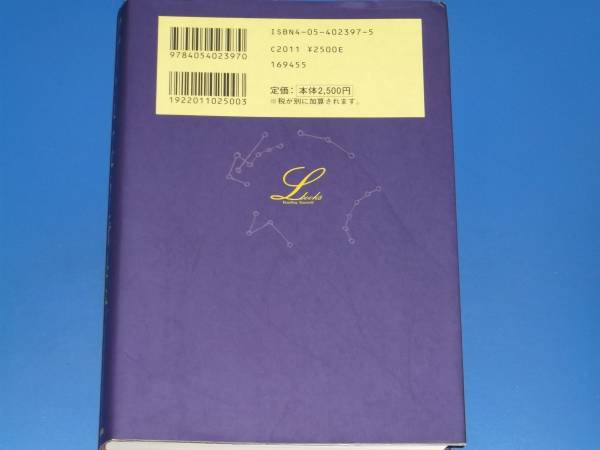 ISBN4-05-402397-5
C2011 ¥2500E
169455
9784054023970
定価：本体2,500円
※税が別に加算されます。
1922011025003
L books